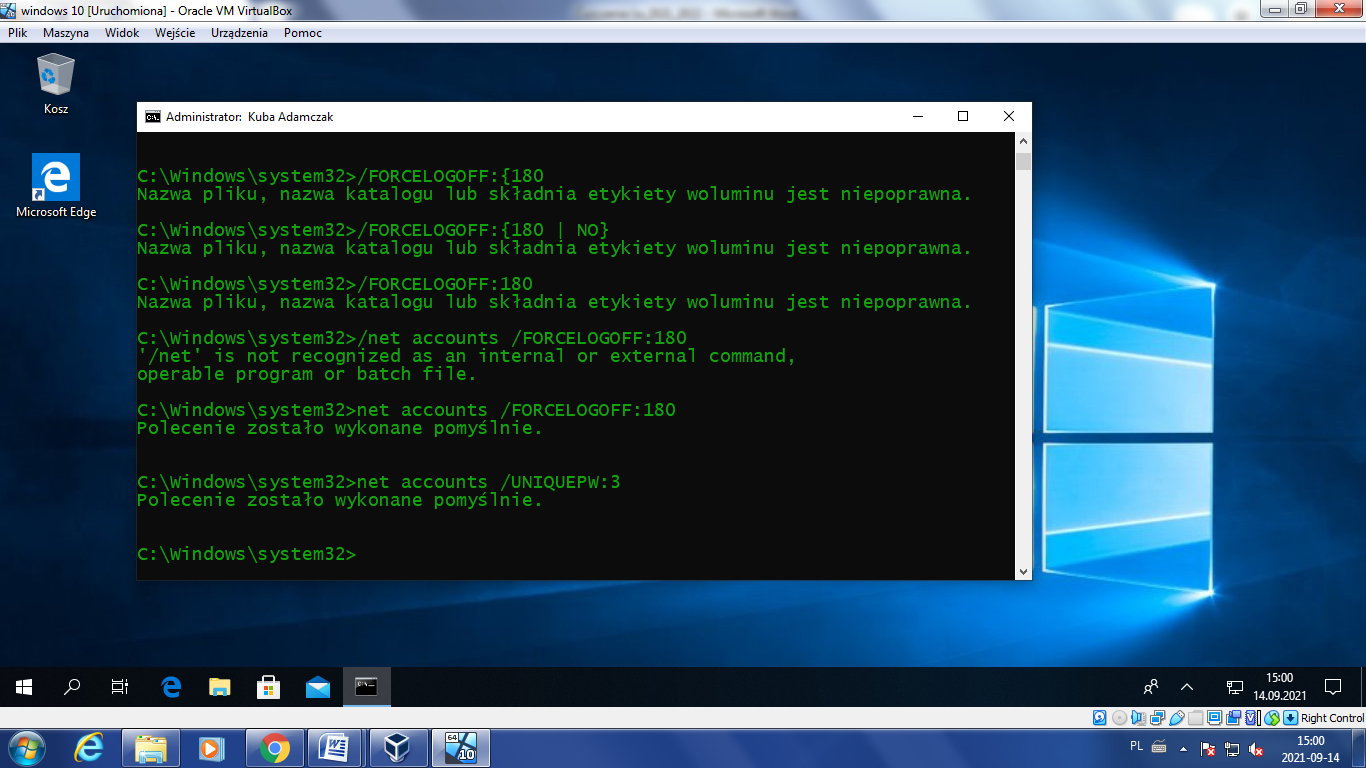 windows 10 [Uruchomiona] - Oracle VM VirtualBox
Plik Maszyna Widok Wejście Urządzenia Pomoc
Kosz
Microsoft Edge
Administrator: Kuba Adamczak
C:\Windows\system32>/FORCELOGOFF:{180
Nazwa pliku, nazwa katalogu lub składnia etykiety woluminu jest niepoprawna.
C:\Windows\system32>/FORCELOGOFF:{180 | NO}
Nazwa pliku, nazwa katalogu lub składnia etykiety woluminu jest niepoprawna.
C:\Windows\system32>/FORCELOGOFF:180
Nazwa pliku, nazwa katalogu lub składnia etykiety woluminu jest niepoprawna.
C:\Windows\system32>/net accounts /FORCELOGOFF:180
'/net' is not recognized as an internal or external command,
operable program or batch file.
C:\Windows\system32>net accounts /FORCELOGOFF:180
Polecenie zostało wykonane pomyślnie.
C:\Windows\system32>net accounts /UNIQUEPW:3
Polecenie zostało wykonane pomyślnie.
C:\Windows\system32>
15:00
14.09.2021
Right Control
64
10
PL
15:00
2021-09-14